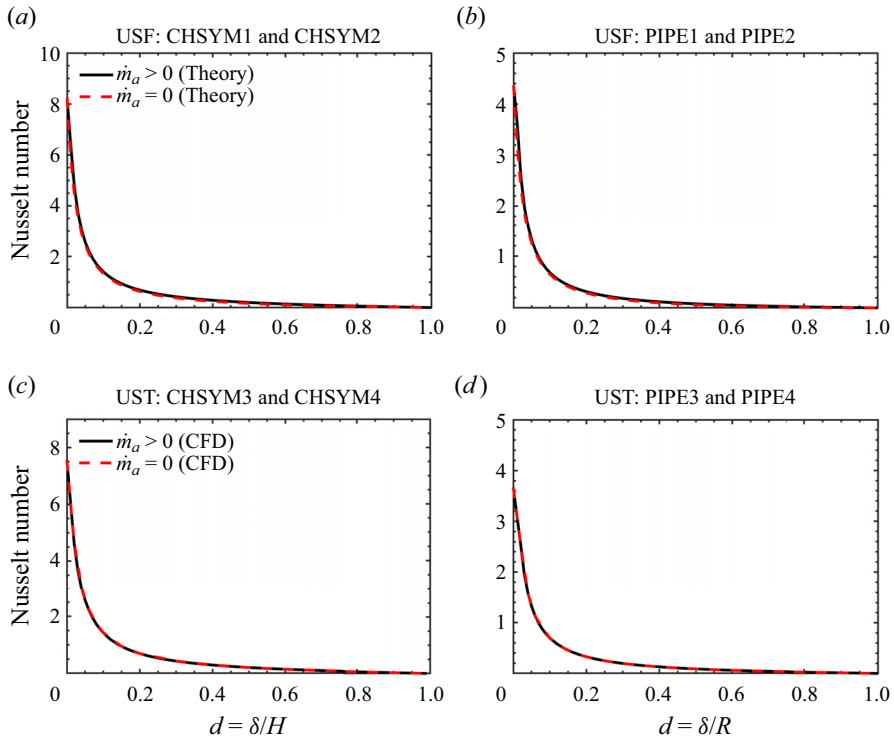 (a)
USF: CHSYM1 and CHSYM2
10
8
6
4
2
0
0.2
0.4
0.6
0.8
1.0
Nusselt number
ṁa > 0 (Theory)
ṁa = 0 (Theory)
(b)
USF: PIPE1 and PIPE2
5
4
3
2
1
0
0.2
0.4
0.6
0.8
1.0
(c)
UST: CHSYM3 and CHSYM4
8
6
4
2
0
0.2
0.4
0.6
0.8
1.0
Nusselt number
ṁa > 0 (CFD)
ṁa = 0 (CFD)
d = δ/H
(d)
UST: PIPE3 and PIPE4
5
4
3
2
1
0
0.2
0.4
0.6
0.8
1.0
d = δ/R